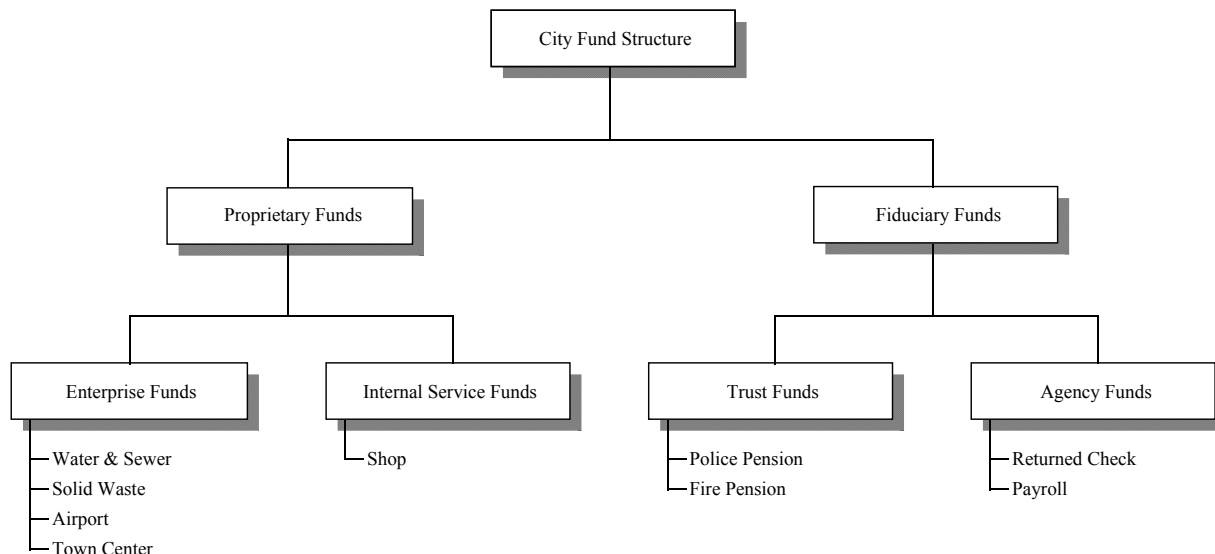 City Fund Structure
Proprietary Funds
Fiduciary Funds
Enterprise Funds
Internal Service Funds
Trust Funds
Agency Funds
Water & Sewer
Solid Waste
Airport
Town Center
Shop
Police Pension
Fire Pension
Returned Check
Payroll